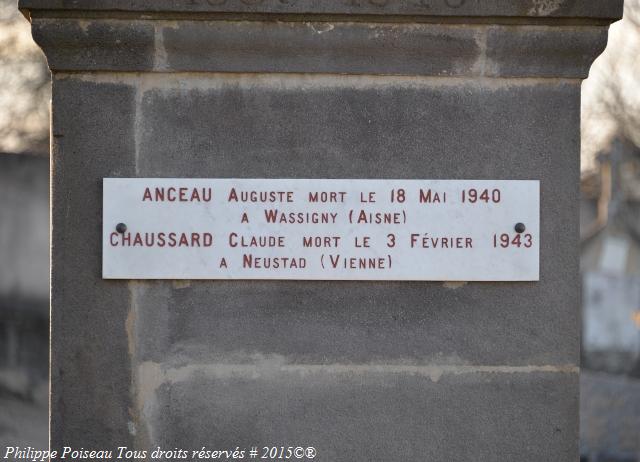 ANCEAU AUGUSTE MORT LE 18 MAI 1940
A WASSIGNY (AISNE)
CHAUSSARD CLAUDE MORT LE 3 FÉVRIER 1943
A NEUSTAD (VIENNE)
Philippe Poiseau Tous droits réservés # 2015©®